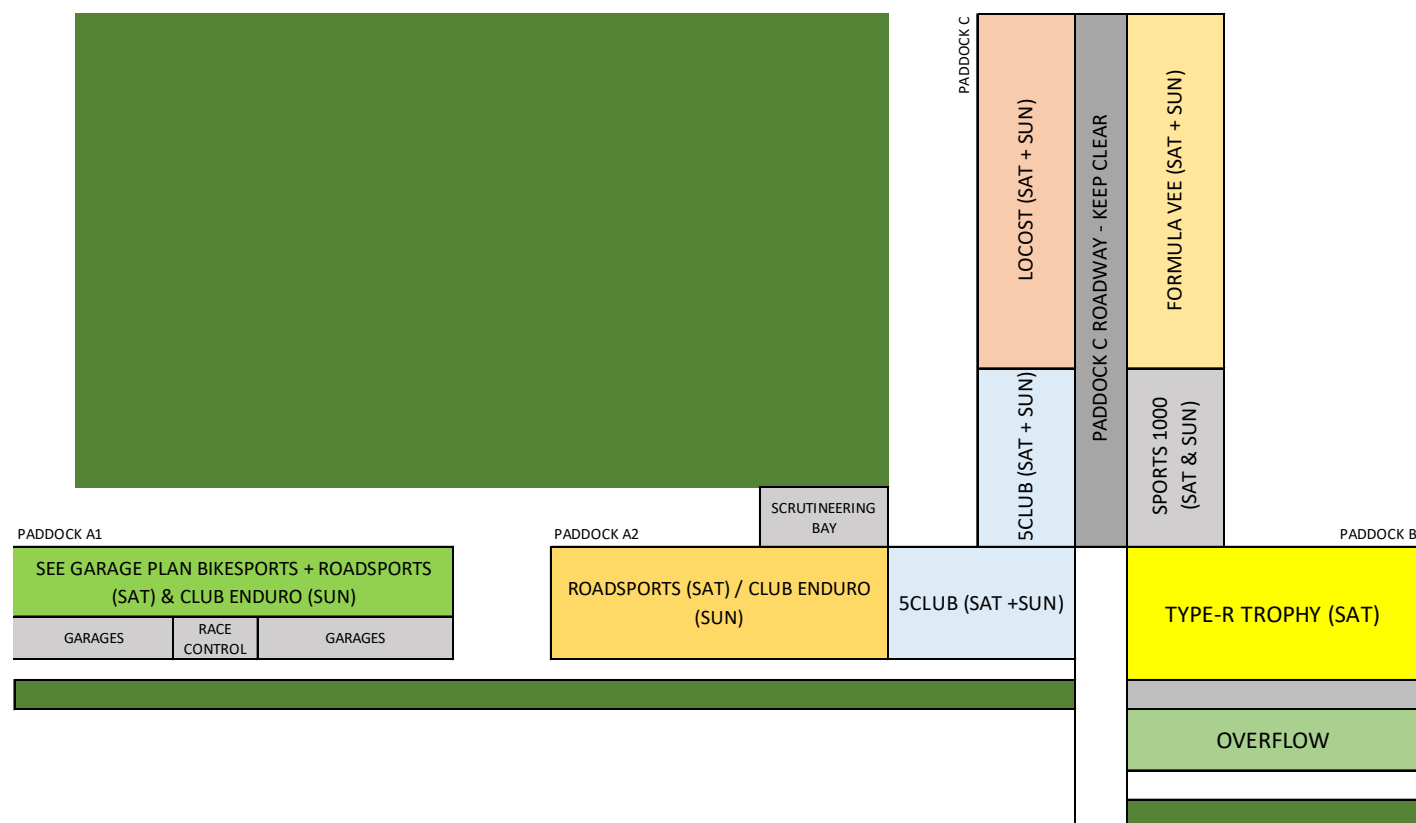 PADDOCK C
LOCOST (SAT + SUN)
PADDOCK C ROADWAY - KEEP CLEAR
FORMULA VEE (SAT + SUN)
5CLUB (SAT + SUN)
SPORTS 1000
(SAT & SUN)
SCRUTINEERING
BAY
PADDOCK A1
PADDOCK A2
PADDOCK B
SEE GARAGE PLAN BIKESPORTS + ROADSPORTS
(SAT) & CLUB ENDURO (SUN)
ROADSPORTS (SAT) / CLUB ENDURO
(SUN)
5CLUB (SAT +SUN)
TYPE-R TROPHY (SAT)
GARAGES
RACE
CONTROL
GARAGES
OVERFLOW